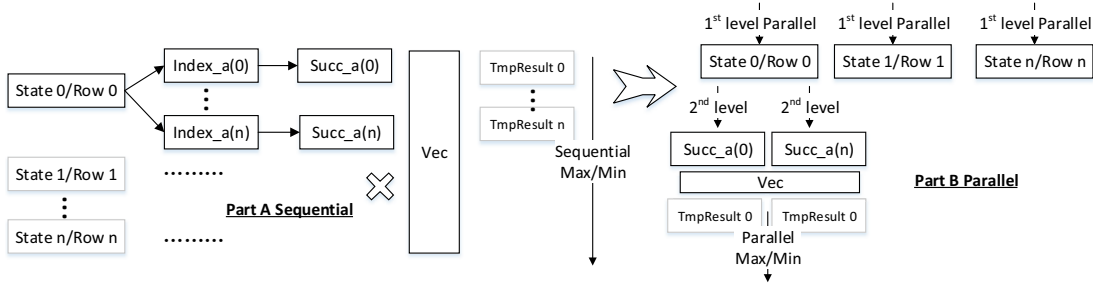 State 0/Row 0
Index_a(0)
Succ_a(0)
Index_a(n)
Succ_a(n)
State 1/Row 1
.........
State n/Row n
.........
Part A Sequential
Vec
TmpResult 0
TmpResult n
Sequential
Max/Min
1st level Parallel
1st level Parallel
1st level Parallel
State 0/Row 0
State 1/Row 1
State n/Row n
2nd level
2nd level
Succ_a(0)
Succ_a(n)
Vec
TmpResult 0
TmpResult 0
Parallel
Max/Min
Part B Parallel